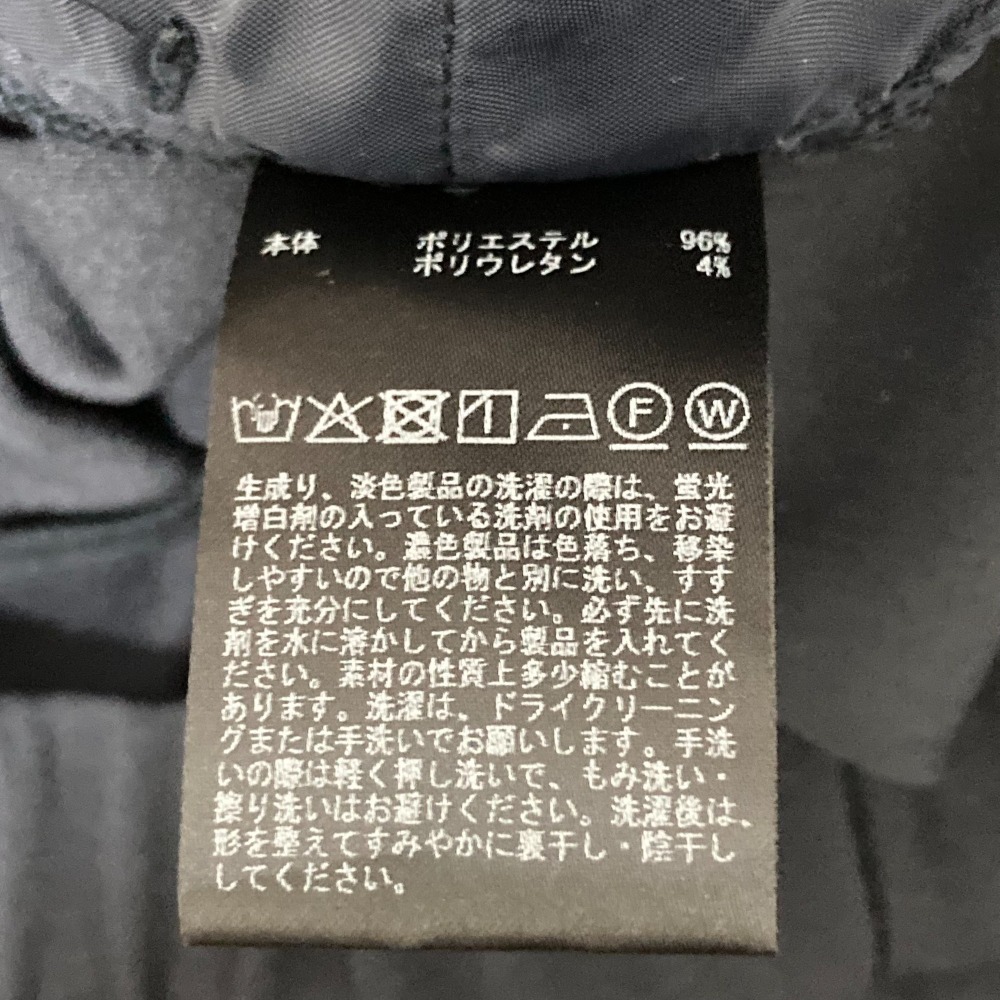 本体 ポリエステル 96%
ポリウレタン 4%
F W
生成り、淡色製品の洗濯の際は、蛍光
増白剤の入っている洗剤の使用をお避
けください。濃色製品は色落ち、移染
しやすいので他の物と別に洗い、すす
ぎを充分にしてください。必ず先に洗
剤を水に溶かしてから製品を入れてく
ださい。素材の性質上多少縮むことが
あります。洗濯は、ドライクリーニン
グまたは手洗いでお願いします。手洗
いの際は軽く押し洗いで、もみ洗い・
擦り洗いはお避けください。洗濯後は、
形を整えてすみやかに裏干し・陰干し
してください。